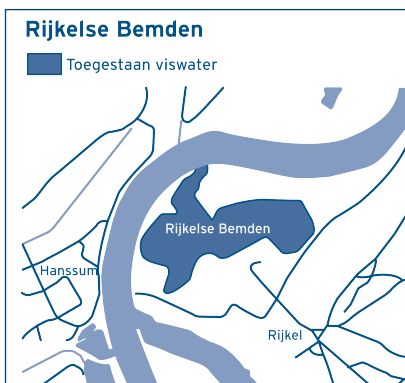 Rijkelse Bemden
Toegestaan viswater
Rijkelse Bemden
Hanssum
Rijkel